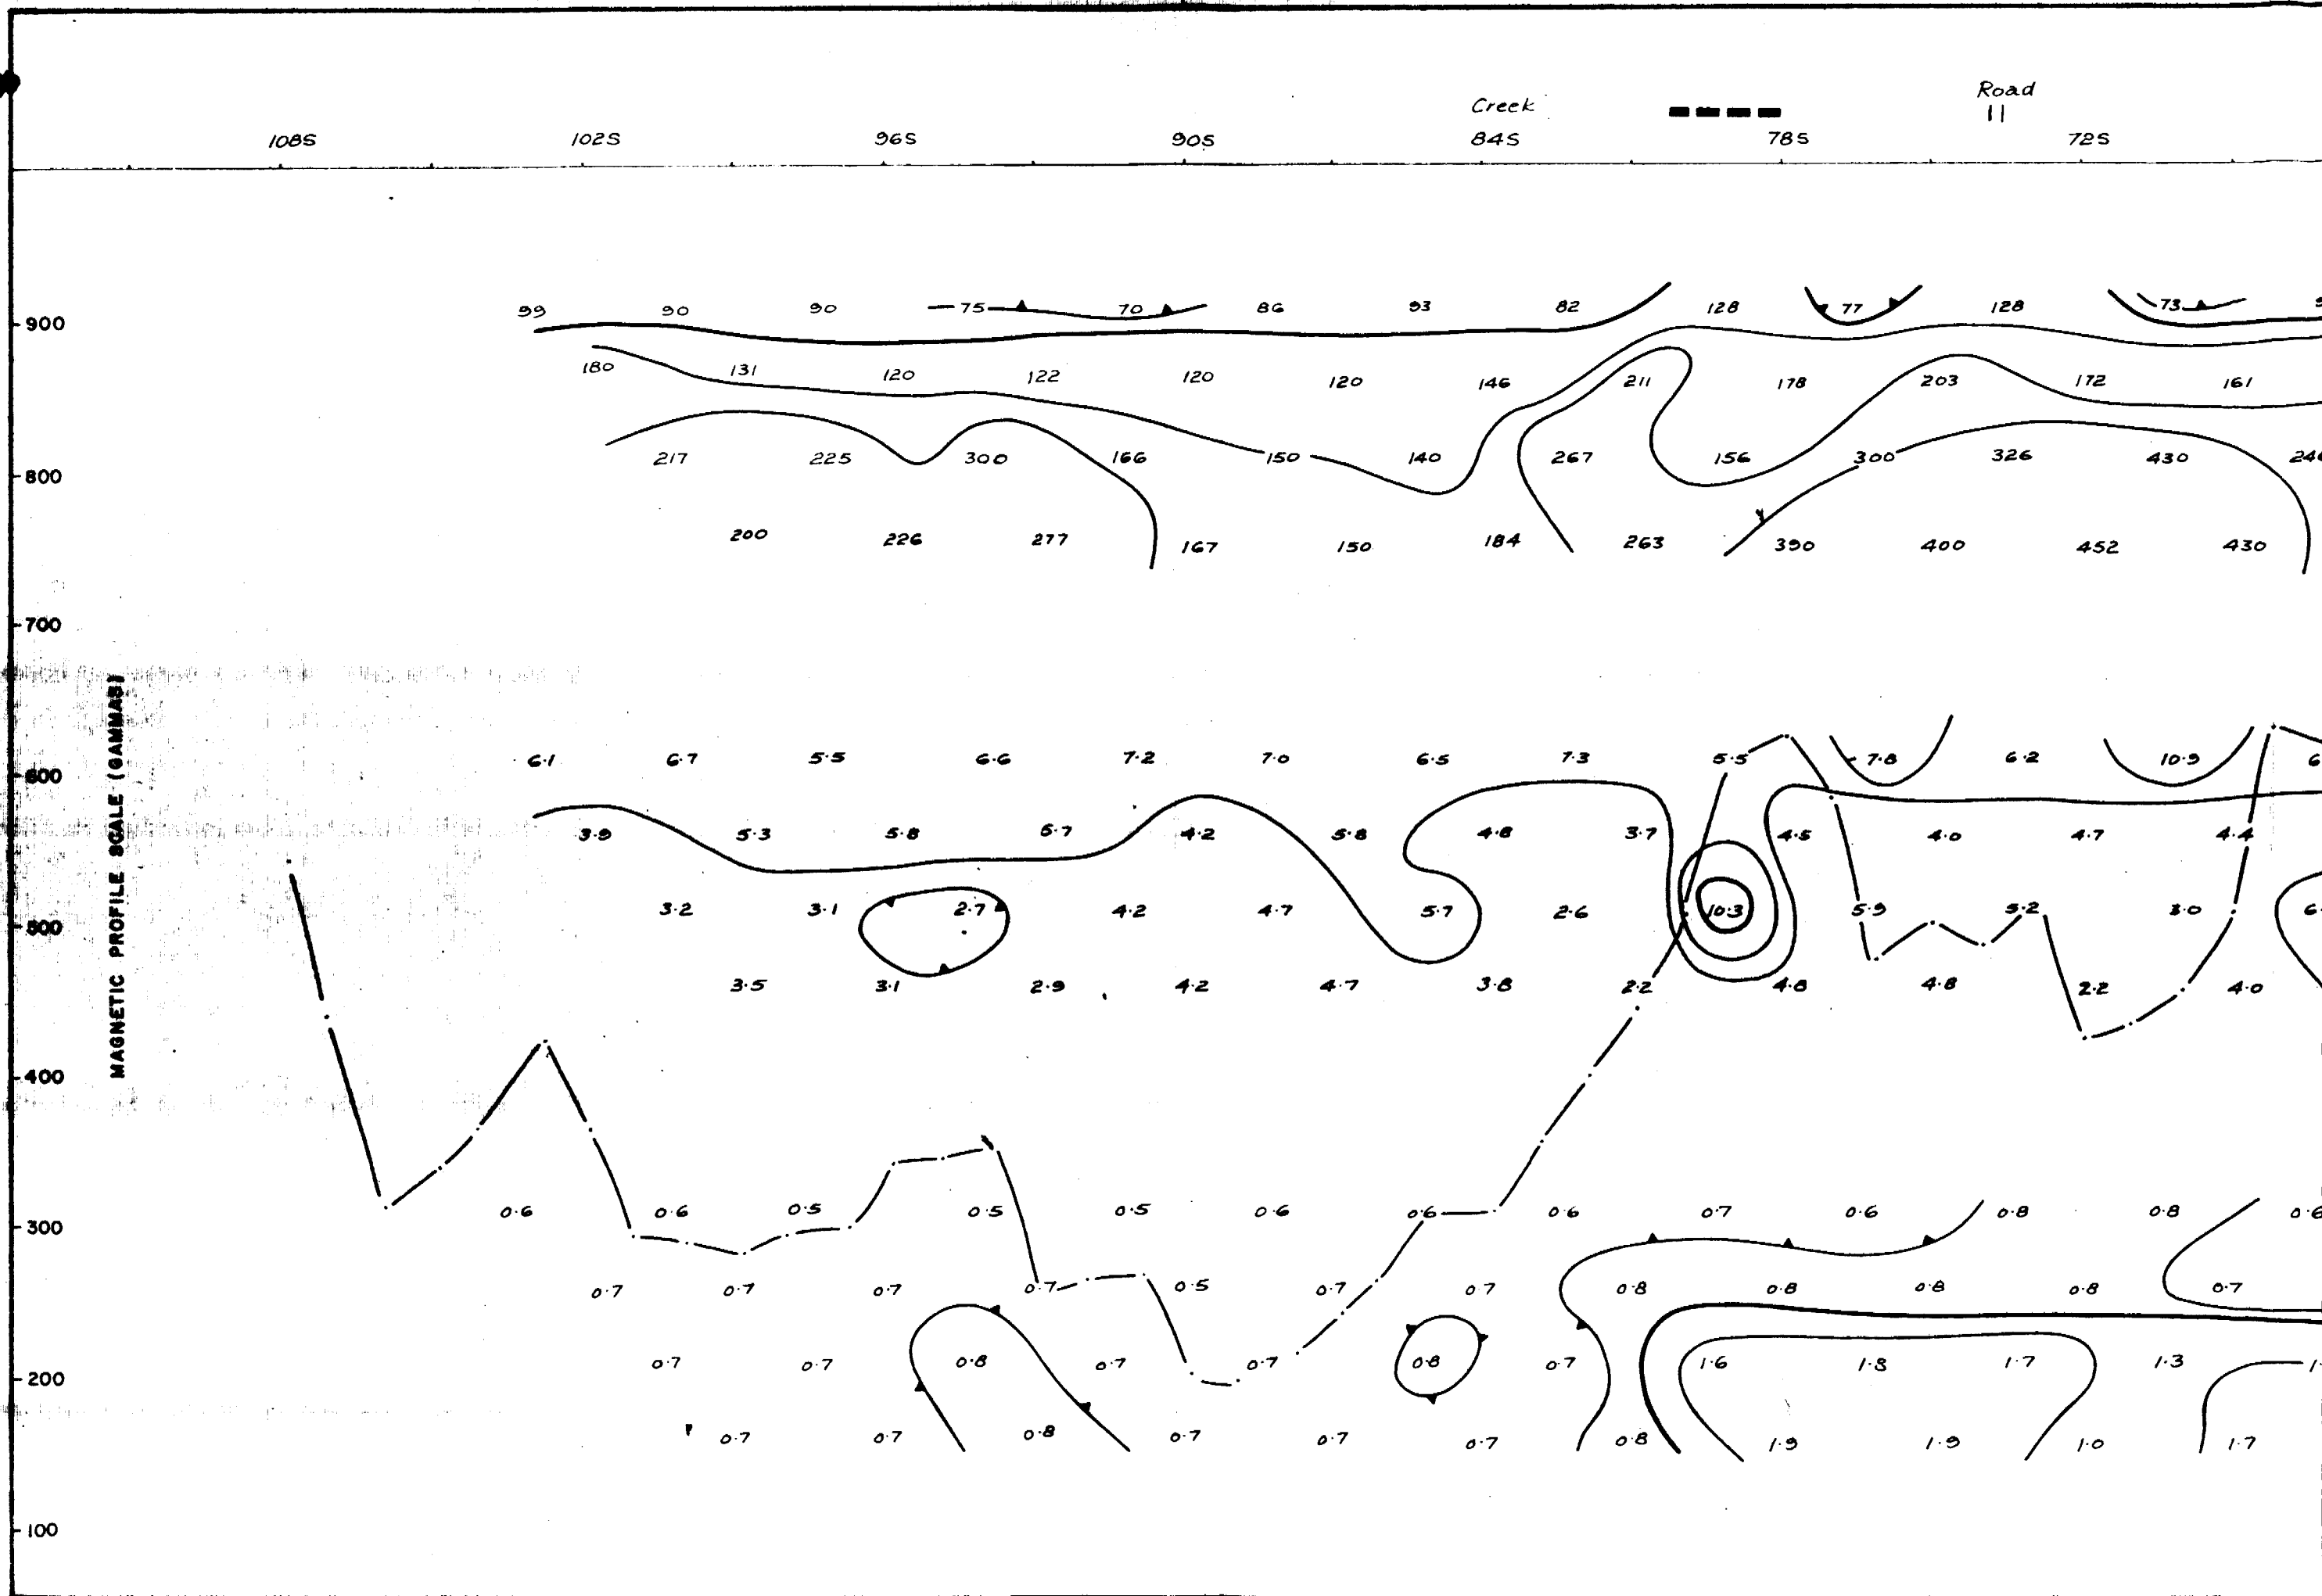 Creek Road
108S 102S 96S 90S 84S 78S 72S
99 90 90 75 70 86 93 82 128 77 128 73
900
180 131 120 122 120 120 146 211 178 203 172 161
217 225 300 166 150 140 267 156 300 326 430
800
200 226 277 167 150 184 263 390 400 452 430
700
MAGNETIC PROFILE SCALE (GAMMAS)
6.1 6.7 5.5 6.6 7.2 7.0 6.5 7.3 5.5 7.8 6.2 10.9
600
3.9 5.3 5.8 5.7 4.2 5.8 4.8 3.7 4.5 4.0 4.7 4.4
3.2 3.1 2.7 4.2 4.7 5.7 2.6 10.3 5.9 5.2 3.0
500
3.5 3.1 2.9 4.2 4.7 3.8 2.2 4.8 4.8 2.2 4.0
400
0.6 0.6 0.5 0.5 0.5 0.6 0.6 0.6 0.7 0.6 0.8 0.8 0.6
300
0.7 0.7 0.7 0.7 0.5 0.7 0.7 0.8 0.8 0.8 0.8 0.7
0.7 0.7 0.8 0.7 0.7 0.8 0.7 1.6 1.8 1.7 1.3
200
0.7 0.7 0.8 0.7 0.7 0.7 0.8 1.9 1.9 1.0 1.7
100